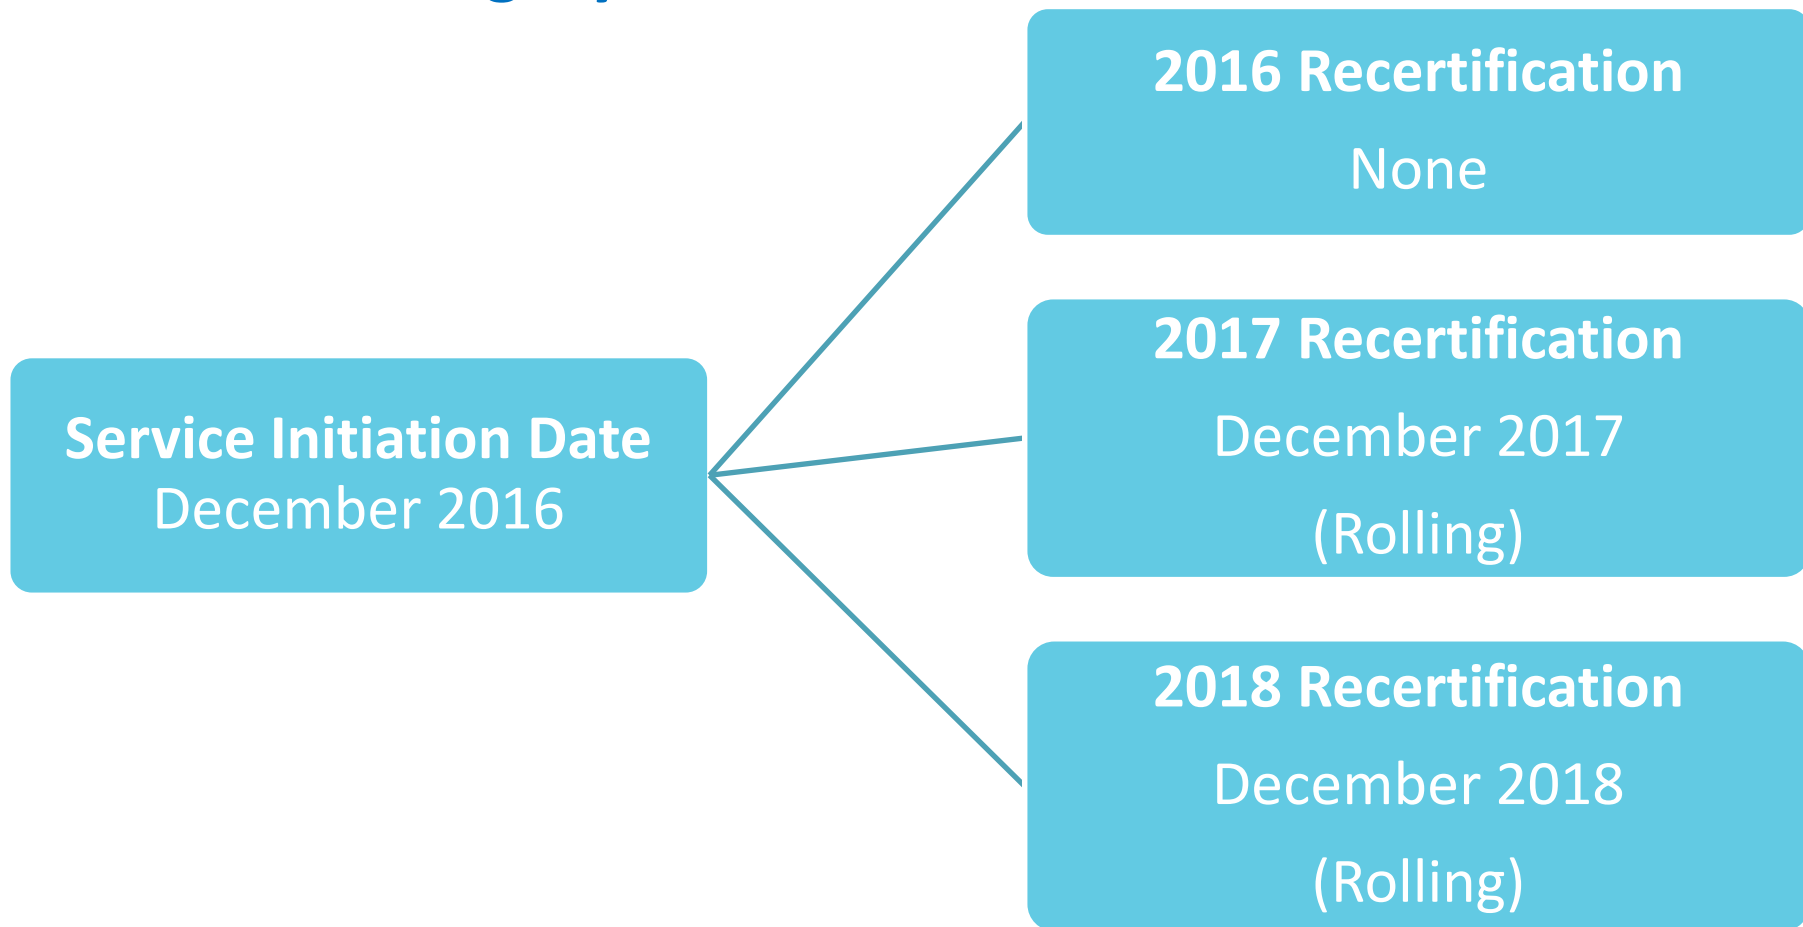 Service Initiation Date
December 2016
2016 Recertification
None
2017 Recertification
December 2017
(Rolling)
2018 Recertification
December 2018
(Rolling)